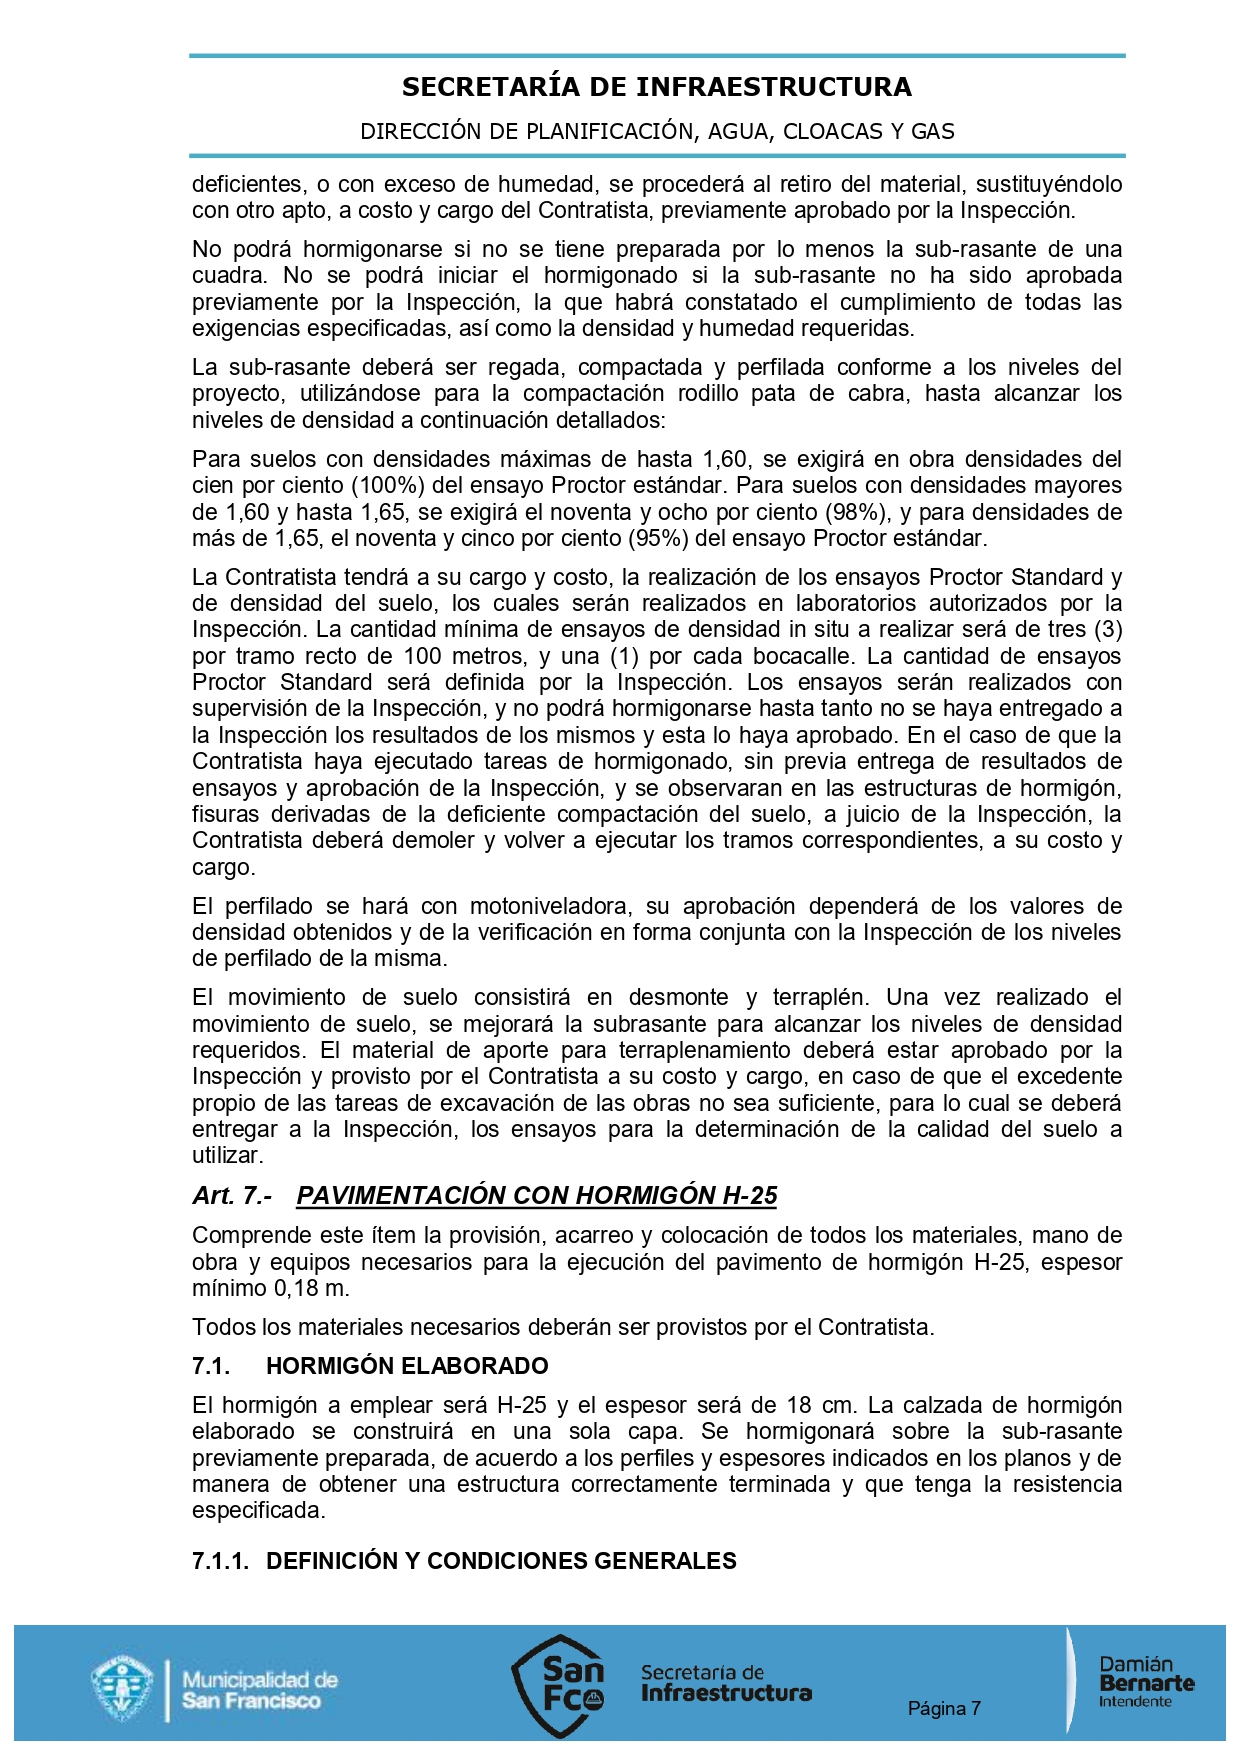 SECRETARÍA DE INFRAESTRUCTURA
DIRECCIÓN DE PLANIFICACIÓN, AGUA, CLOACAS Y GAS
deficientes, o con exceso de humedad, se procederá al retiro del material, sustituyéndolo
con otro apto, a costo y cargo del Contratista, previamente aprobado por la Inspección.
No podrá hormigonarse si no se tiene preparada por lo menos la sub-rasante de una
cuadra. No se podrá iniciar el hormigonado si la sub-rasante no ha sido aprobada
previamente por la Inspección, la que habrá constatado el cumplimiento de todas las
exigencias especificadas, así como la densidad y humedad requeridas.
La sub-rasante deberá ser regada, compactada y perfilada conforme a los niveles del
proyecto, utilizándose para la compactación rodillo pata de cabra, hasta alcanzar los
niveles de densidad a continuación detallados:
Para suelos con densidades máximas de hasta 1,60, se exigirá en obra densidades del
cien por ciento (100%) del ensayo Proctor estándar. Para suelos con densidades mayores
de 1,60 y hasta 1,65, se exigirá el noventa y ocho por ciento (98%), y para densidades de
más de 1,65, el noventa y cinco por ciento (95%) del ensayo Proctor estándar.
La Contratista tendrá a su cargo y costo, la realización de los ensayos Proctor Standard y
de densidad del suelo, los cuales serán realizados en laboratorios autorizados por la
Inspección. La cantidad mínima de ensayos de densidad in situ a realizar será de tres (3)
por tramo recto de 100 metros, y una (1) por cada bocacalle. La cantidad de ensayos
Proctor Standard será definida por la Inspección. Los ensayos serán realizados con
supervisión de la Inspección, y no podrá hormigonarse hasta tanto no se haya entregado a
la Inspección los resultados de los mismos y esta lo haya aprobado. En el caso de que la
Contratista haya ejecutado tareas de hormigonado, sin previa entrega de resultados de
ensayos y aprobación de la Inspección, y se observaran en las estructuras de hormigón,
fisuras derivadas de la deficiente compactación del suelo, a juicio de la Inspección, la
Contratista deberá demoler y volver a ejecutar los tramos correspondientes, a su costo y
cargo.
El perfilado se hará con motoniveladora, su aprobación dependerá de los valores de
densidad obtenidos y de la verificación en forma conjunta con la Inspección de los niveles
de perfilado de la misma.
El movimiento de suelo consistirá en desmonte y terraplén. Una vez realizado el
movimiento de suelo, se mejorará la subrasante para alcanzar los niveles de densidad
requeridos. El material de aporte para terraplenamiento deberá estar aprobado por la
Inspección y provisto por el Contratista a su costo y cargo, en caso de que el excedente
propio de las tareas de excavación de las obras no sea suficiente, para lo cual se deberá
entregar a la Inspección, los ensayos para la determinación de la calidad del suelo a
utilizar.
Art. 7.- PAVIMENTACIÓN CON HORMIGÓN H-25
Comprende este ítem la provisión, acarreo y colocación de todos los materiales, mano de
obra y equipos necesarios para la ejecución del pavimento de hormigón H-25, espesor
mínimo 0,18 m.
Todos los materiales necesarios deberán ser provistos por el Contratista.
7.1. HORMIGÓN ELABORADO
El hormigón a emplear será H-25 y el espesor será de 18 cm. La calzada de hormigón
elaborado se construirá en una sola capa. Se hormigonará sobre la sub-rasante
previamente preparada, de acuerdo a los perfiles y espesores indicados en los planos y de
manera de obtener una estructura correctamente terminada y que tenga la resistencia
especificada.
7.1.1. DEFINICIÓN Y CONDICIONES GENERALES
Municipalidad de
San Francisco
San
Fco
Secretaría de
Infraestructura
Página 7
Damián
Bernarte
Intendente